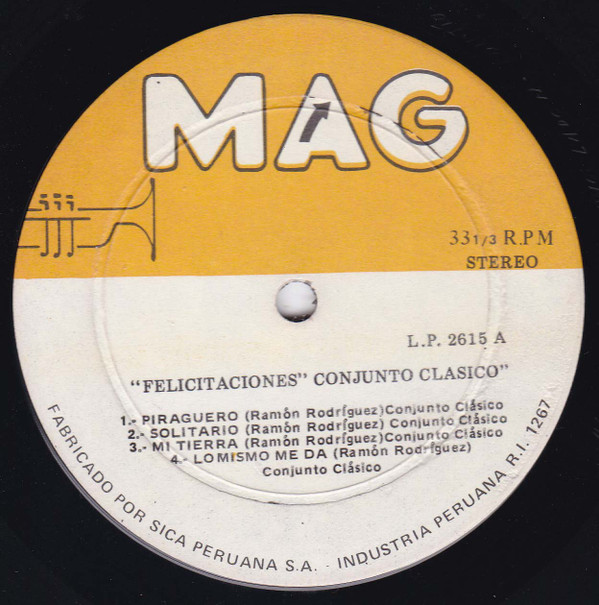 MAG
33 1/3 R.P M
STEREO
L.P. 2615 A
"FELICITACIONES" CONJUNTO CLASICO"
1.- PIRAGUERO (Ramón Rodríguez)Conjunto Clásico
2.- SOLITARIO (Ramón Rodríguez)Conjunto Clásico
3.- MI TIERRA (Ramón Rodríguez)Conjunto Clásico
4.- LO MISMO ME DA (Ramón Rodríguez)
Conjunto Clásico
FABRICADO POR SICA PERUANA S.A. - INDUSTRIA PERUANA R.I. 1267